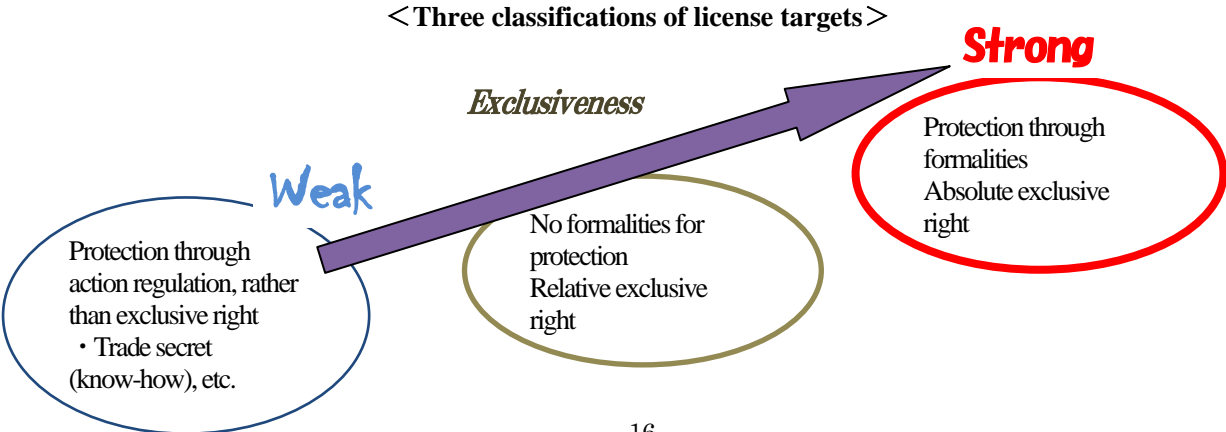 ＜Three classifications of license targets＞
Strong
Exclusiveness
Weak
Protection through
formalities
Absolute exclusive
right
No formalities for
protection
Relative exclusive
right
Protection through
action regulation, rather
than exclusive right
・Trade secret
(know-how), etc.
16